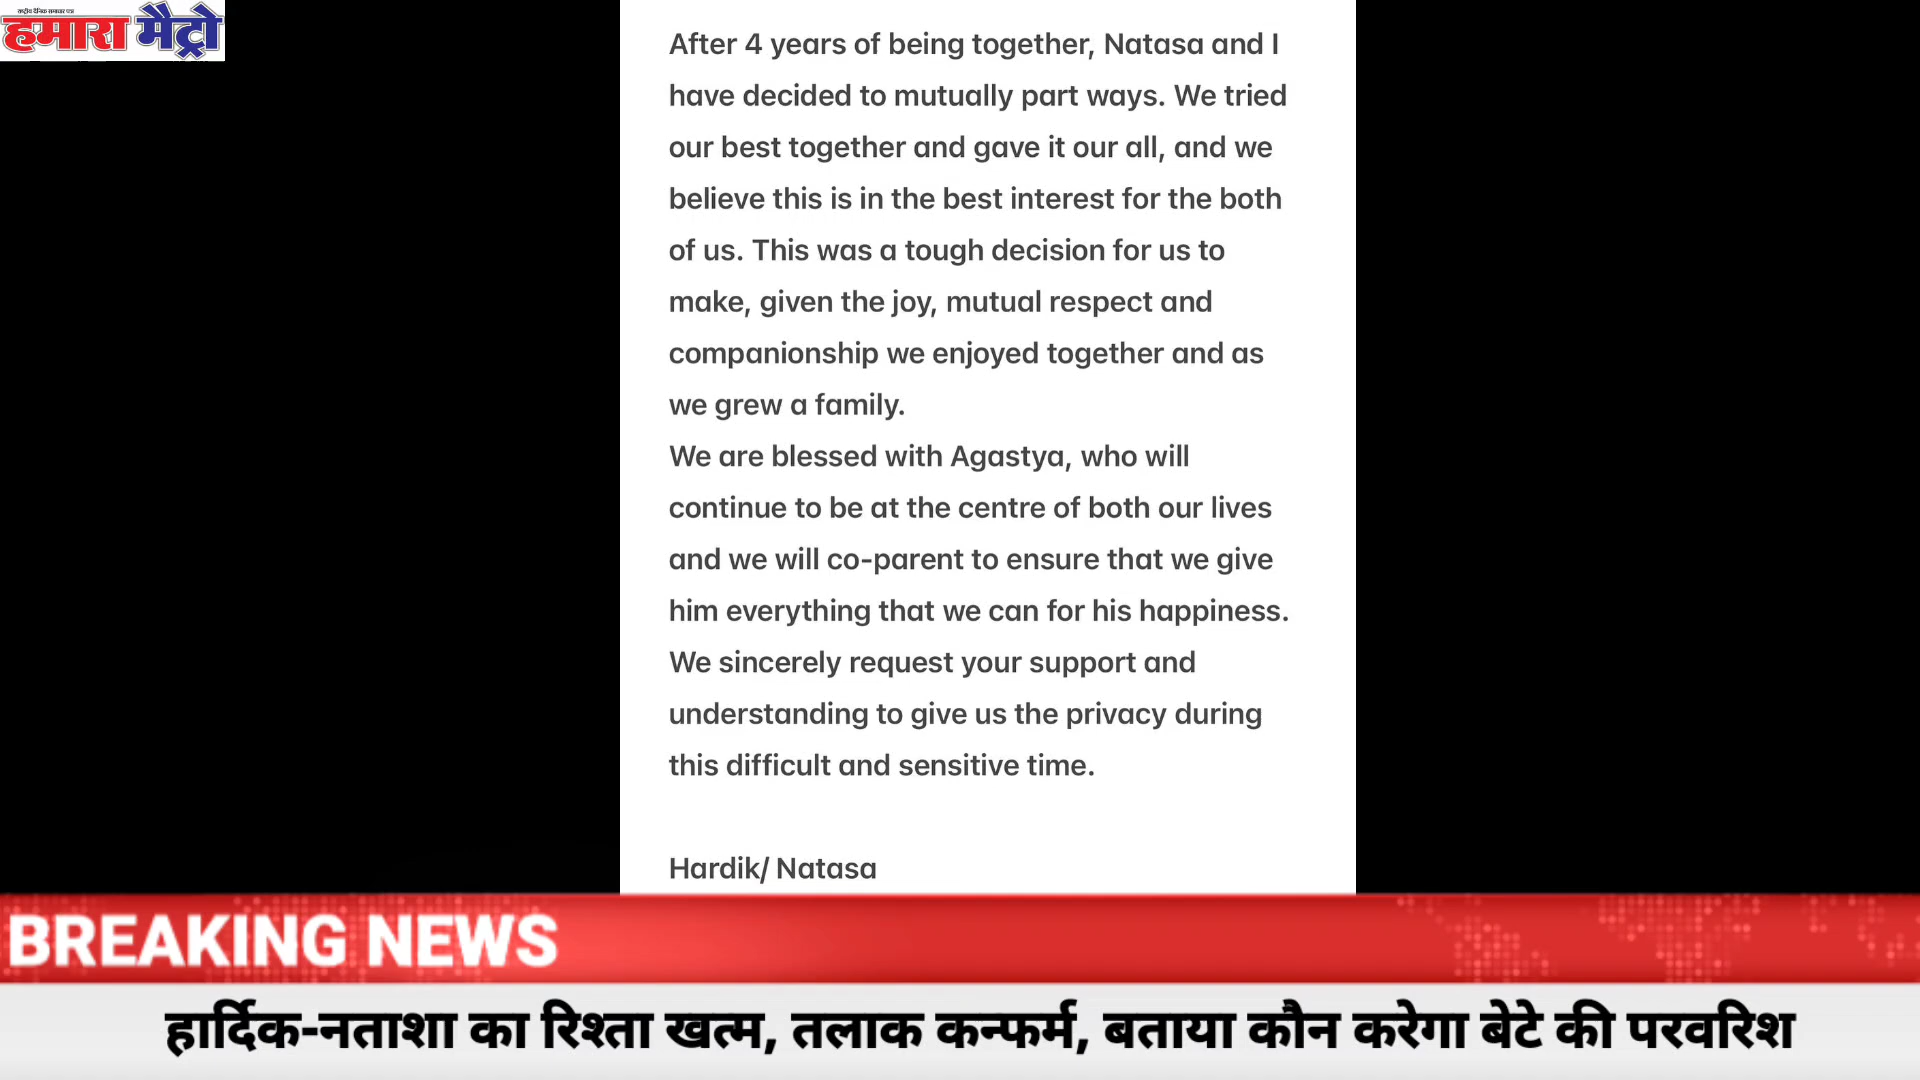 राष्ट्रीय दैनिक समाचार पत्र
हमारा मैट्रो
After 4 years of being together, Natasa and I
have decided to mutually part ways. We tried
our best together and gave it our all, and we
believe this is in the best interest for the both
of us. This was a tough decision for us to
make, given the joy, mutual respect and
companionship we enjoyed together and as
we grew a family.
We are blessed with Agastya, who will
continue to be at the centre of both our lives
and we will co-parent to ensure that we give
him everything that we can for his happiness.
We sincerely request your support and
understanding to give us the privacy during
this difficult and sensitive time.
Hardik/ Natasa
BREAKING NEWS
हार्दिक-नताशा का रिश्ता खत्म, तलाक कन्फर्म, बताया कौन करेगा बेटे की परवरिश